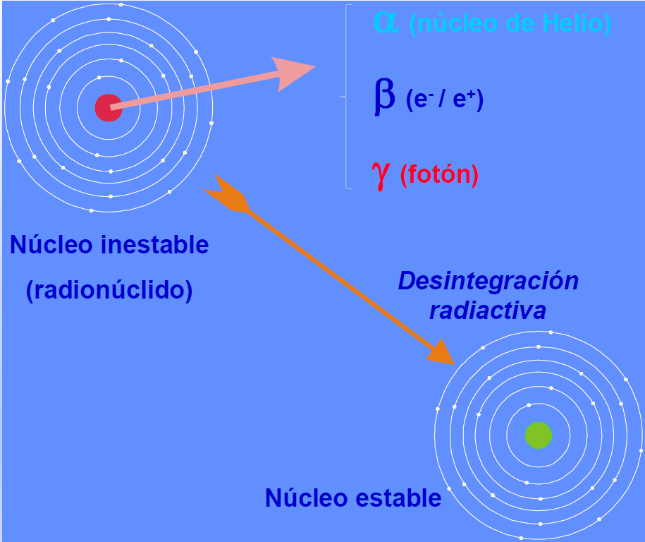 α (núcleo de Helio)
β (e- / e+)
γ (fotón)
Núcleo inestable
(radionúclido)
Desintegración
radiactiva
Núcleo estable